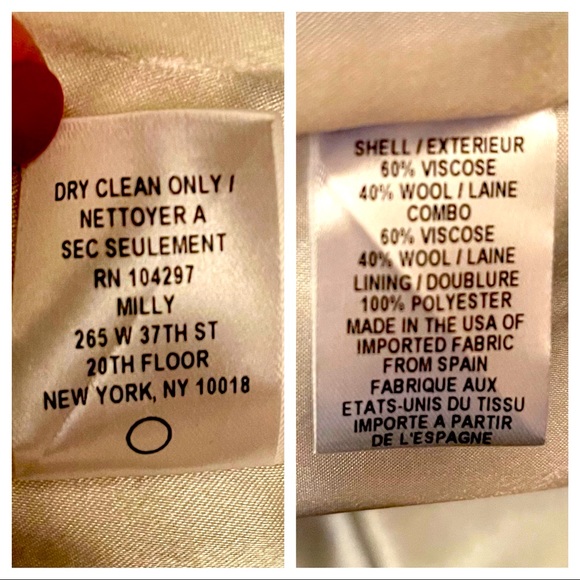 DRY CLEAN ONLY /
NETTOYER A
SEC SEULEMENT
RN 104297
MILLY
265 W 37TH ST
20TH FLOOR
NEW YORK, NY 10018
SHELL / EXTERIEUR
60% VISCOSE
40% WOOL / LAINE
COMBO
60% VISCOSE
40% WOOL / LAINE
LINING / DOUBLURE
100% POLYESTER
MADE IN THE USA OF
IMPORTED FABRIC
FROM SPAIN
FABRIQUE AUX
ETATS-UNIS DU TISSU
IMPORTE A PARTIR
DE L'ESPAGNE